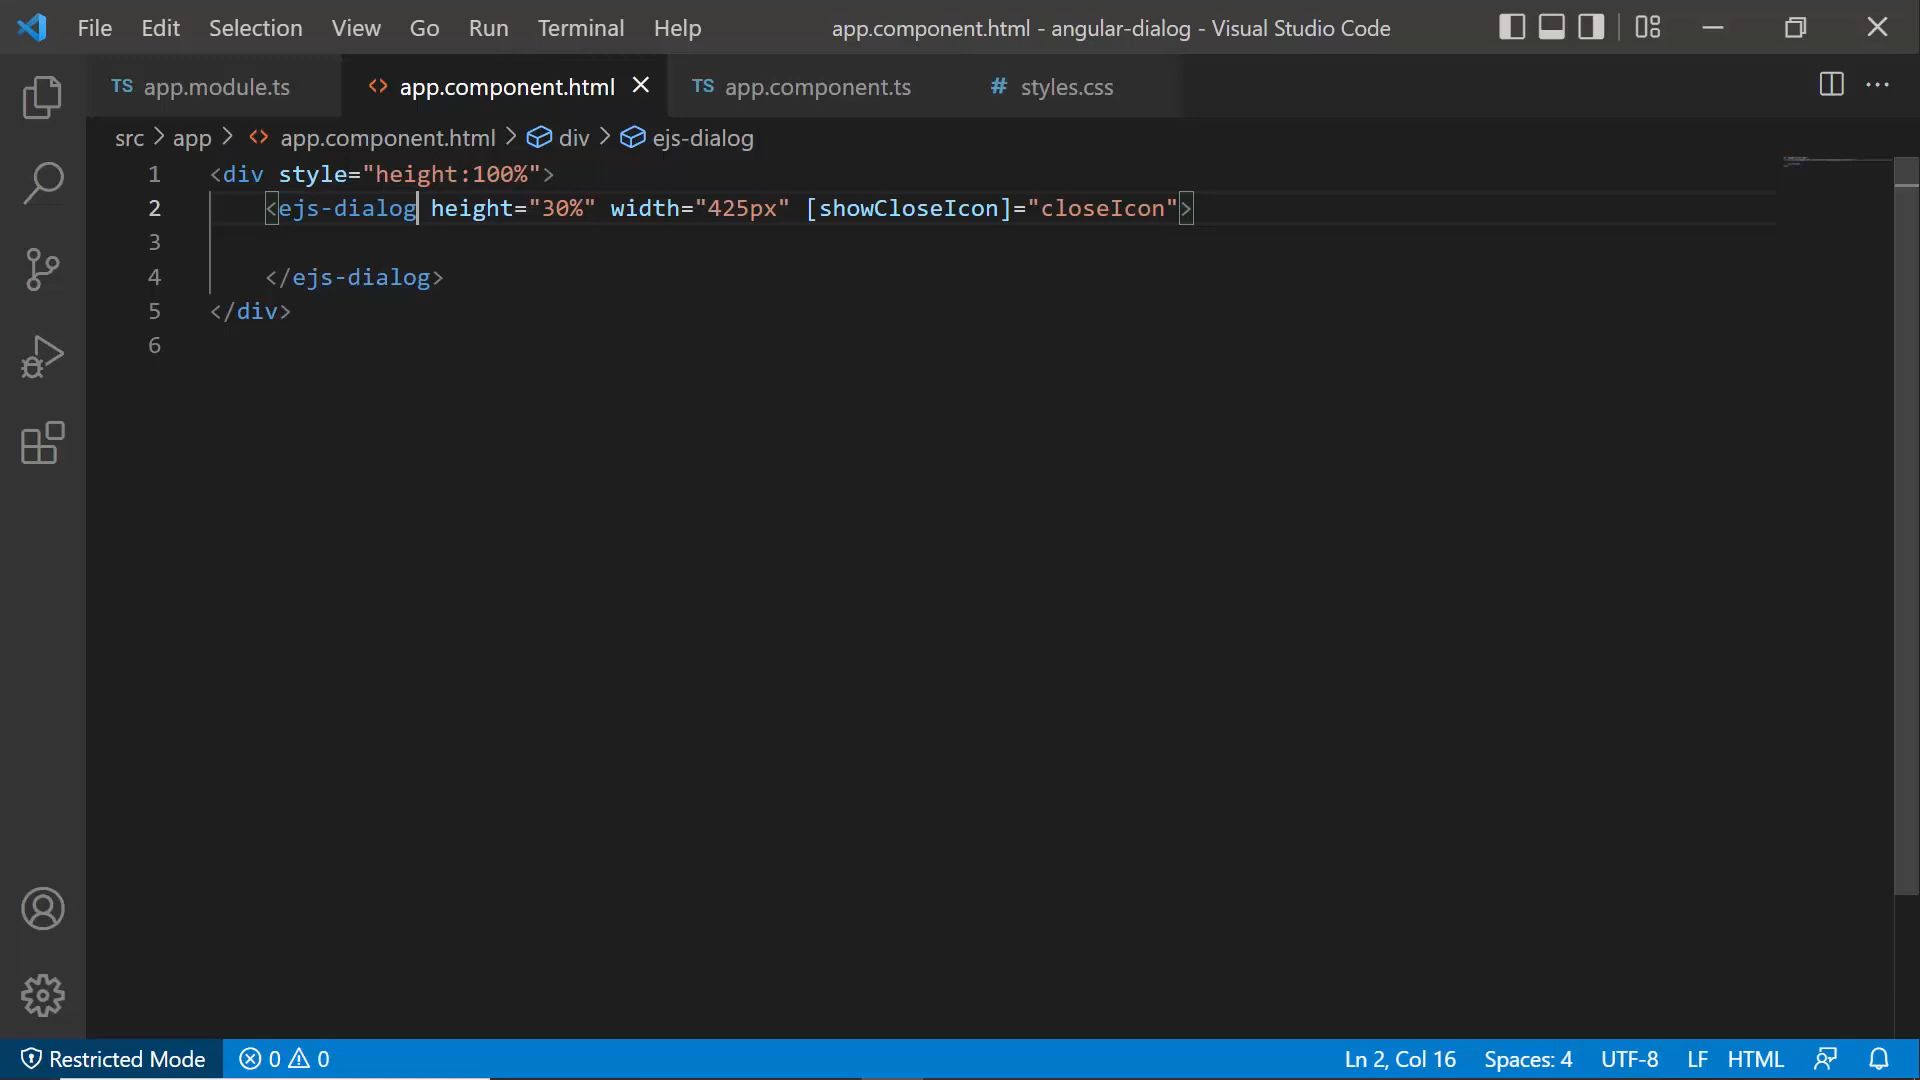 File Edit Selection View Go Run Terminal Help app.component.html - angular-dialog - Visual Studio Code
TS app.module.ts <> app.component.html TS app.component.ts # styles.css
src > app > <> app.component.html > div > ejs-dialog
1 <div style="height:100%">
2 <ejs-dialog height="30%" width="425px" [showCloseIcon]="closeIcon">
3
4 </ejs-dialog>
5 </div>
6
Restricted Mode 0 0 Ln 2, Col 16 Spaces: 4 UTF-8 LF HTML